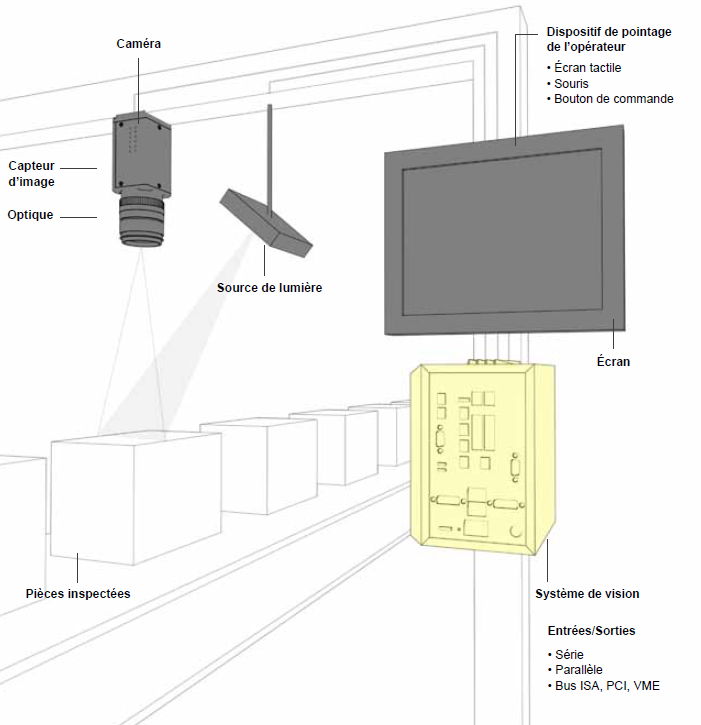 Dispositif de pointage
de l'opérateur
• Écran tactile
• Souris
• Bouton de commande
Caméra
Capteur
d'image
Optique
Source de lumière
Écran
Pièces inspectées
Système de vision
Entrées/Sorties
• Série
• Parallèle
• Bus ISA, PCI, VME